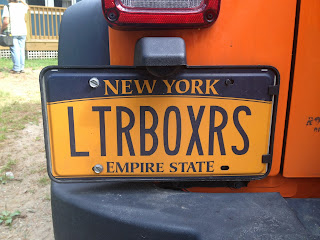 NEW YORK
LTRBOXRS
EMPIRE STATE